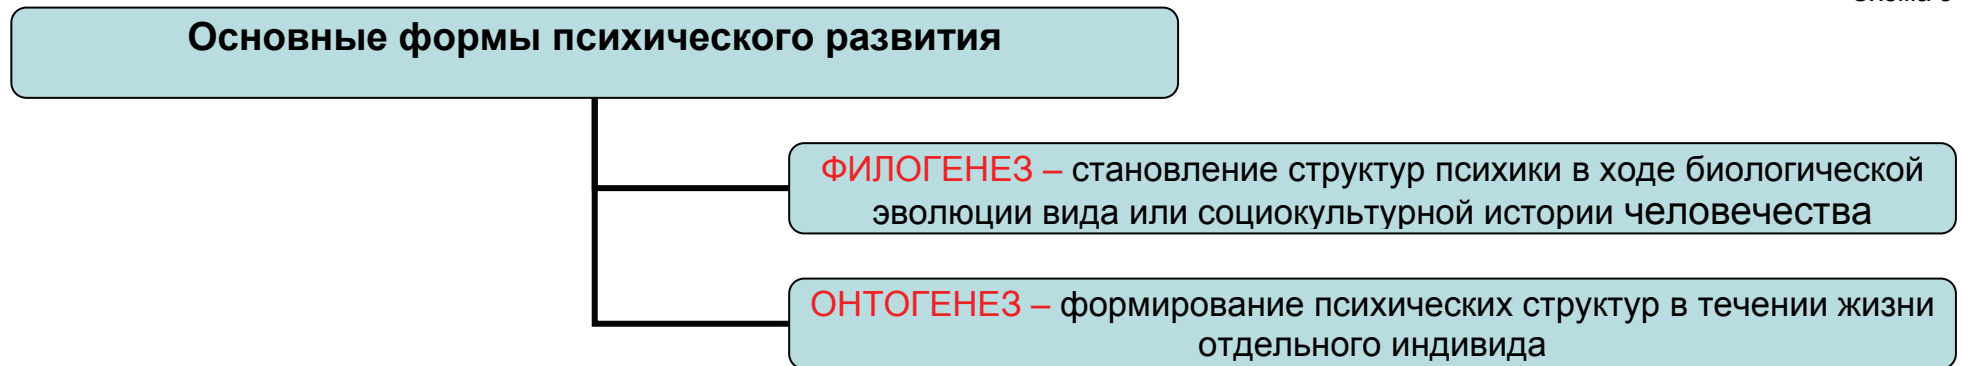 Основные формы психического развития
ФИЛОГЕНЕЗ – становление структур психики в ходе биологической
эволюции вида или социокультурной истории человечества
ОНТОГЕНЕЗ – формирование психических структур в течении жизни
отдельного индивида